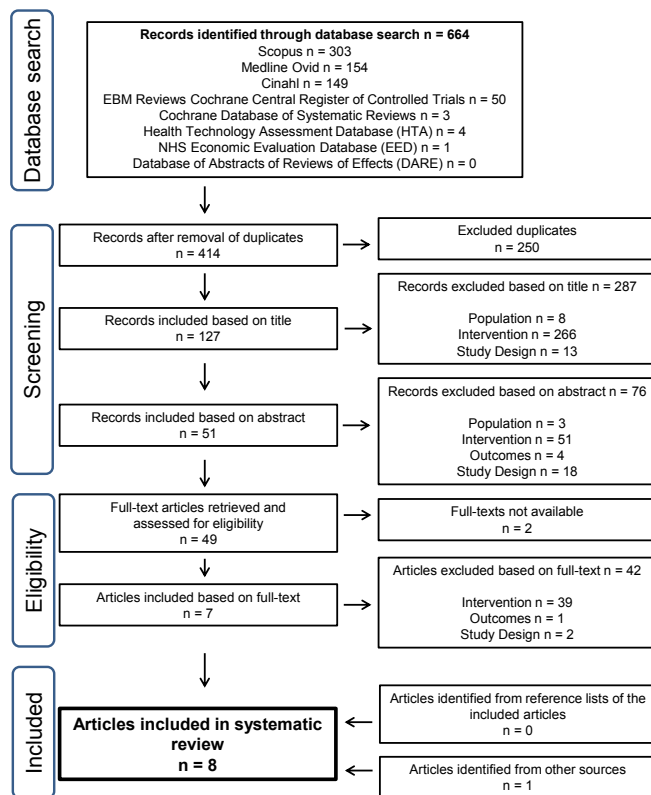 Database search
Records identified through database search n = 664
Scopus n = 303
Medline Ovid n = 154
Cinahl n = 149
EBM Reviews Cochrane Central Register of Controlled Trials n = 50
Cochrane Database of Systematic Reviews n = 3
Health Technology Assessment Database (HTA) n = 4
NHS Economic Evaluation Database (EED) n = 1
Database of Abstracts of Reviews of Effects (DARE) n = 0
Screening
Records after removal of duplicates
n = 414
Excluded duplicates
n = 250
Records included based on title
n = 127
Records excluded based on title n = 287
Population n = 8
Intervention n = 266
Study Design n = 13
Records included based on abstract
n = 51
Records excluded based on abstract n = 76
Population n = 3
Intervention n = 51
Outcomes n = 4
Study Design n = 18
Eligibility
Full-text articles retrieved and
assessed for eligibility
n = 49
Full-texts not available
n = 2
Articles included based on full-text
n = 7
Articles excluded based on full-text n = 42
Intervention n = 39
Outcomes n = 1
Study Design n = 2
Included
Articles included in systematic
review
n = 8
Articles identified from reference lists of the
included articles
n = 0
Articles identified from other sources
n = 1